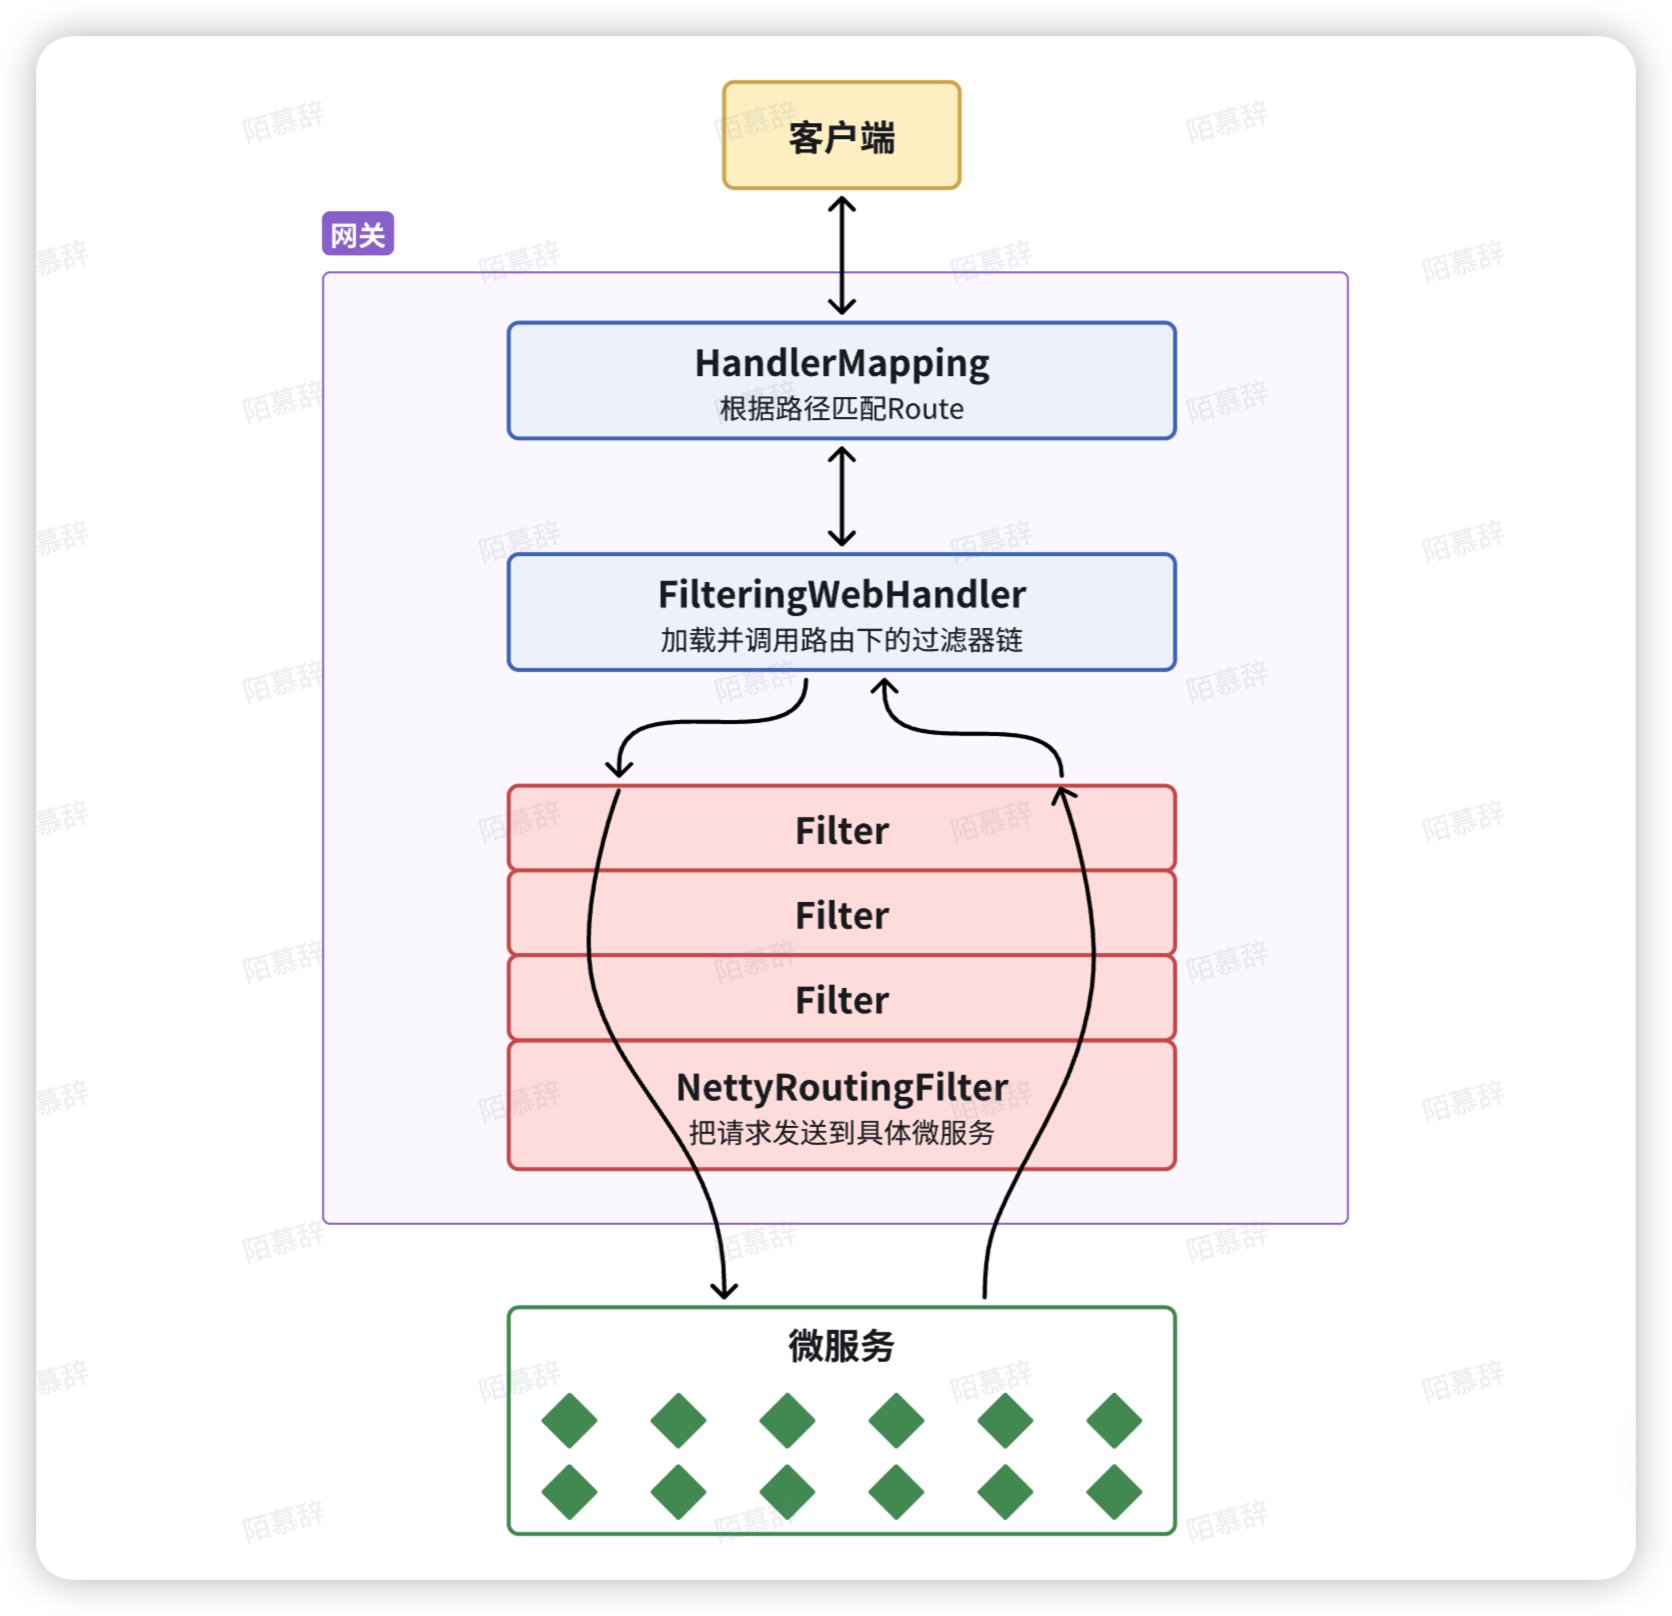 客户端
网关
HandlerMapping
根据路径匹配Route
FilteringWebHandler
加载并调用路由下的过滤器链
Filter
Filter
Filter
NettyRoutingFilter
把请求发送到具体微服务
微服务
陌慕辞